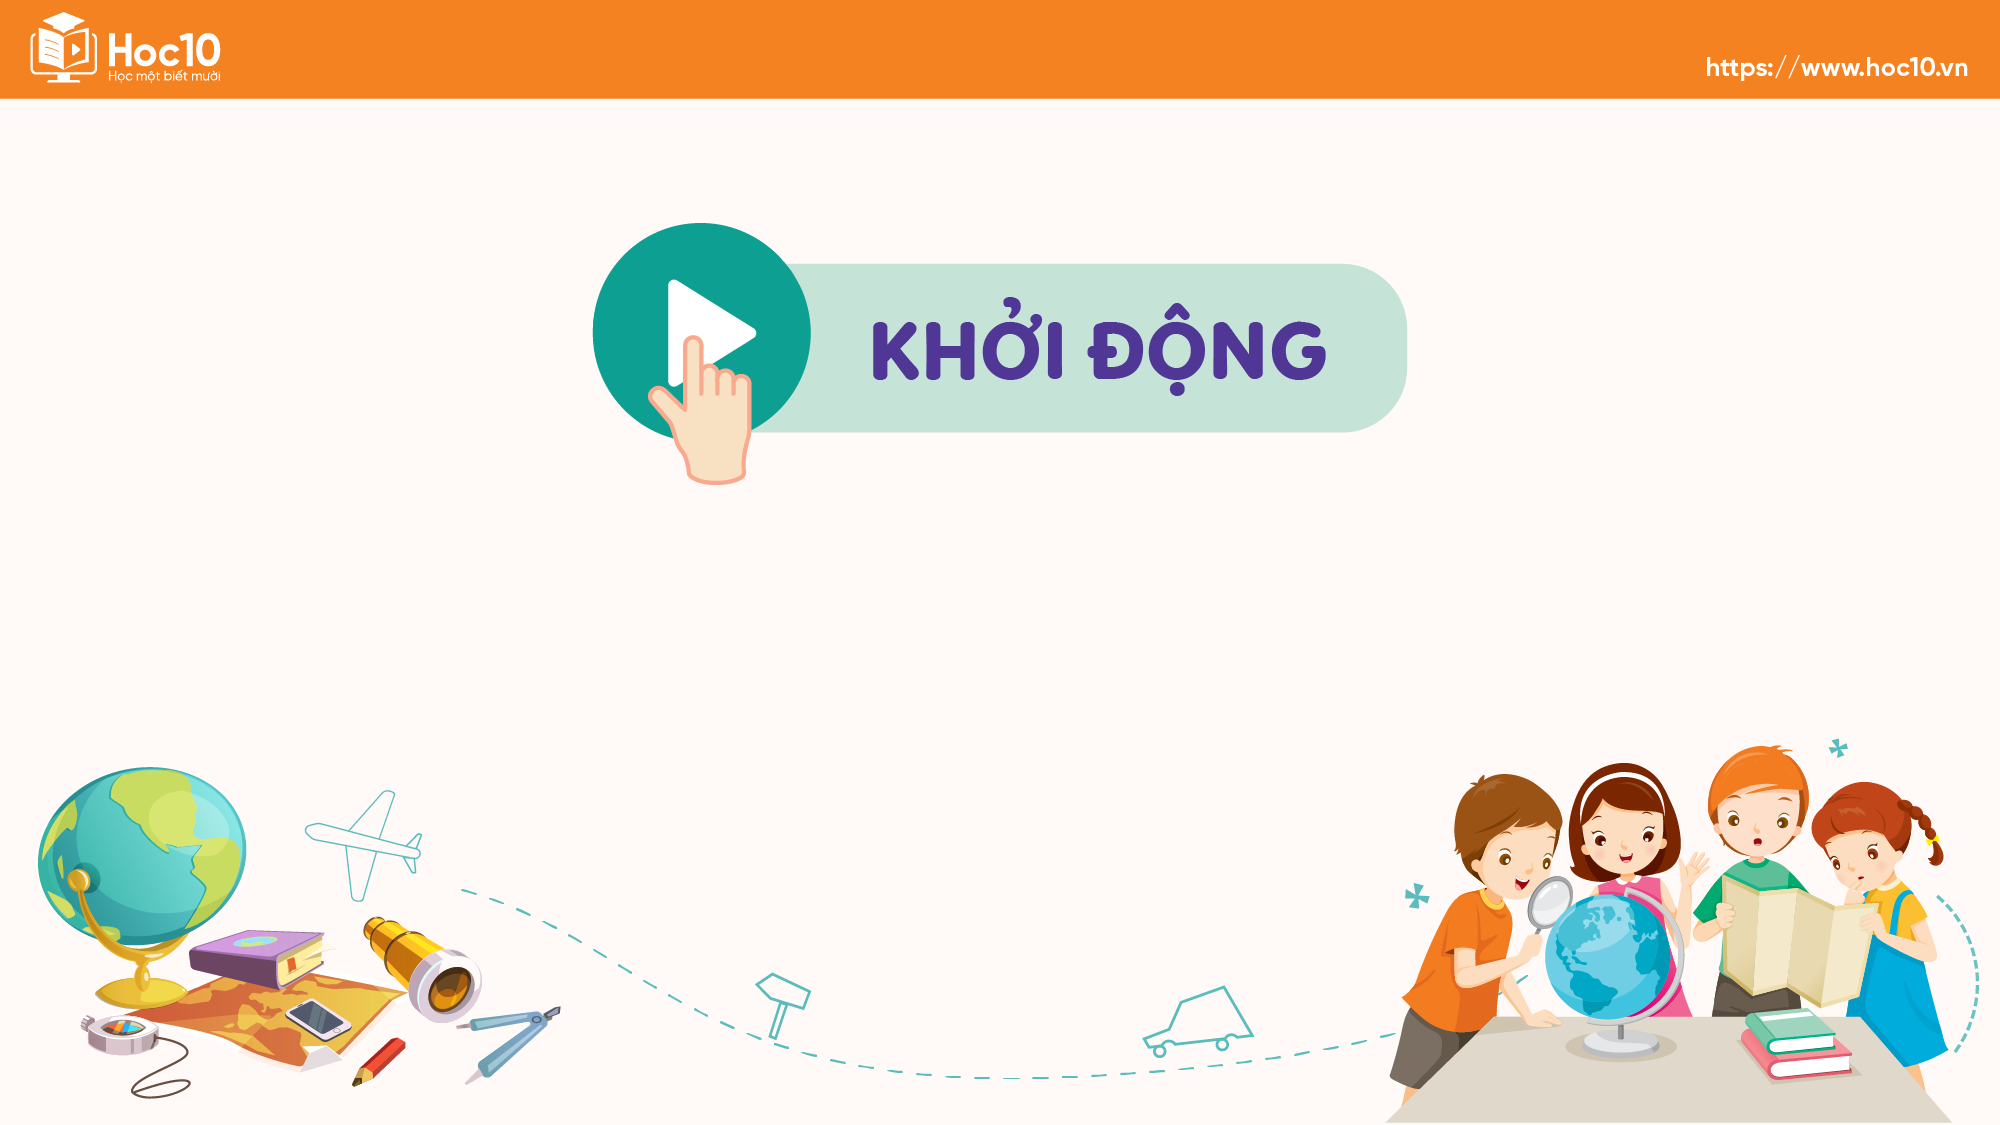 Hoc10
Học một biết mười
https://www.hoc10.vn
KHỞI ĐỘNG